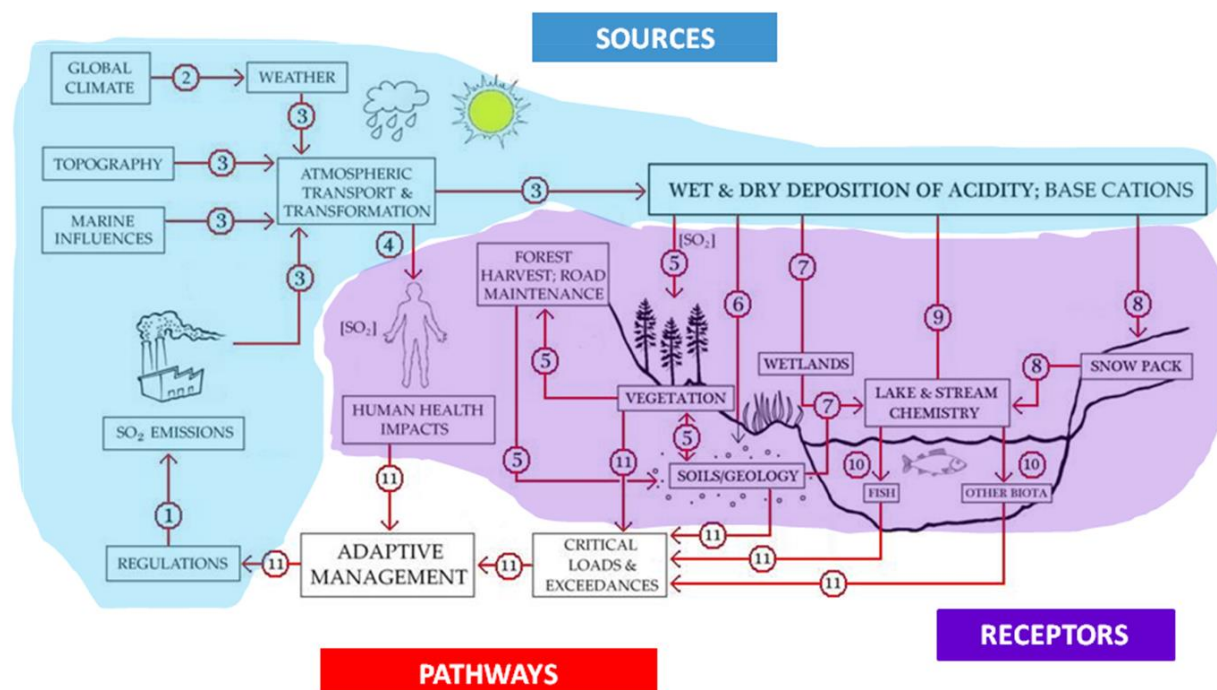 SOURCES
GLOBAL
CLIMATE
2
WEATHER
3
TOPOGRAPHY
3
ATMOSPHERIC
TRANSPORT &
TRANSFORMATION
3
WET & DRY DEPOSITION OF ACIDITY; BASE CATIONS
MARINE
INFLUENCES
3
3
4
[SO₂]
FOREST
HARVEST; ROAD
MAINTENANCE
[SO₂]
5
6
7
9
8
5
WETLANDS
LAKE & STREAM
CHEMISTRY
8
SNOW PACK
HUMAN HEALTH
IMPACTS
VEGETATION
7
SO₂ EMISSIONS
5
5
11
SOILS/GEOLOGY
10
10
FISH
OTHER BIOTA
11
1
REGULATIONS
11
ADAPTIVE
MANAGEMENT
11
CRITICAL
LOADS &
EXCEEDANCES
11
11
11
RECEPTORS
PATHWAYS